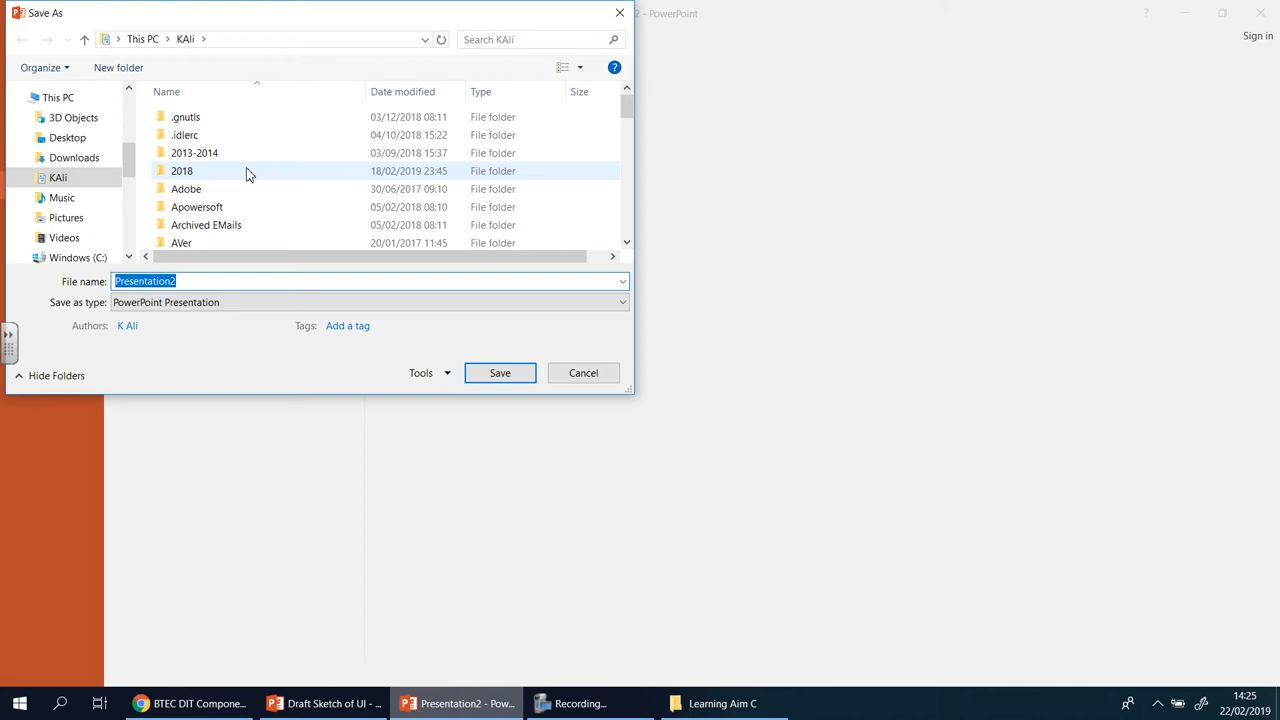 Save As
2 - PowerPoint
Sign in
This PC
KAli
Search KAli
Organize
New folder
Name
Date modified
Type
Size
This PC
3D Objects
Desktop
Downloads
KAli
Music
Pictures
Videos
Windows (C:)
.gnutls 03/12/2018 08:11 File folder
.idlerc 04/10/2018 15:22 File folder
2013-2014 03/09/2018 15:37 File folder
2018 18/02/2019 23:45 File folder
Adobe 30/06/2017 09:10 File folder
Apowersoft 05/02/2018 08:10 File folder
Archived EMails 05/02/2018 08:11 File folder
AVer 20/01/2017 11:45 File folder
File name: Presentation2
Save as type: PowerPoint Presentation
Authors: K Ali
Tags: Add a tag
Hide Folders
Tools
Save
Cancel
BTEC DIT Compone...
Draft Sketch of UI - ...
Presentation2 - Pow...
Recording...
Learning Aim C
14:25
22/02/2019